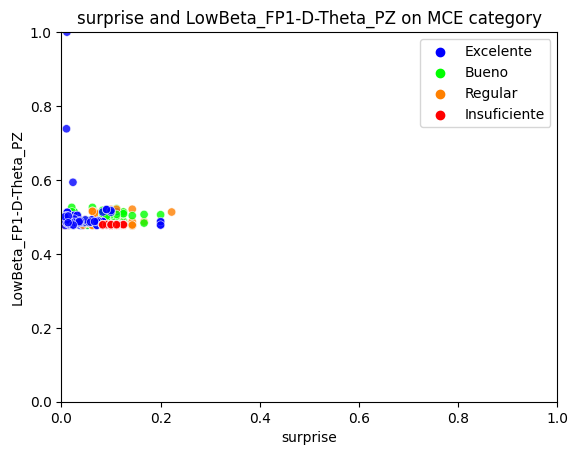 surprise and LowBeta_FP1-D-Theta_PZ on MCE category
1.0
0.8
0.6
0.4
0.2
0.0
LowBeta_FP1-D-Theta_PZ
Excelente
Bueno
Regular
Insuficiente
0.0 0.2 0.4 0.6 0.8 1.0
surprise